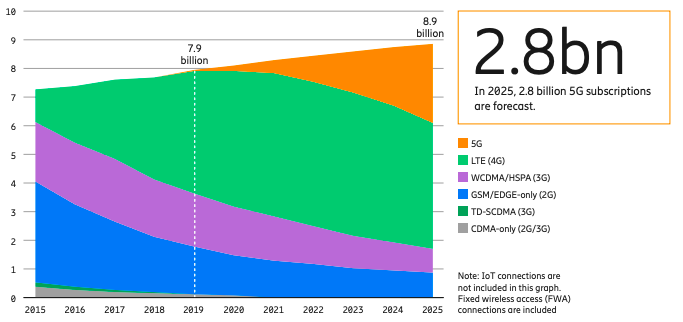 10
9
8
7
6
5
4
3
2
1
0
7.9
billion
8.9
billion
2015 2016 2017 2018 2019 2020 2021 2022 2023 2024 2025
2.8bn
In 2025, 2.8 billion 5G subscriptions
are forecast.
5G
LTE (4G)
WCDMA/HSPA (3G)
GSM/EDGE-only (2G)
TD-SCDMA (3G)
CDMA-only (2G/3G)
Note: IoT connections are
not included in this graph.
Fixed wireless access (FWA)
connections are included